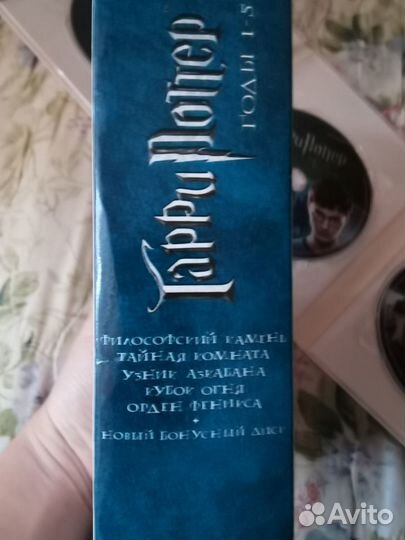 Гарри Поттер
ГОДЫ 1-5
ФИЛОСОФСКИЙ КАМЕНЬ
ТАЙНАЯ КОМНАТА
УЗНИК АЗКАБАНА
КУБОК ОГНЯ
ОРДЕН ФЕНИКСА
+
НОВЫЙ БОНУСНЫЙ ДИСК
Поттер
Avito